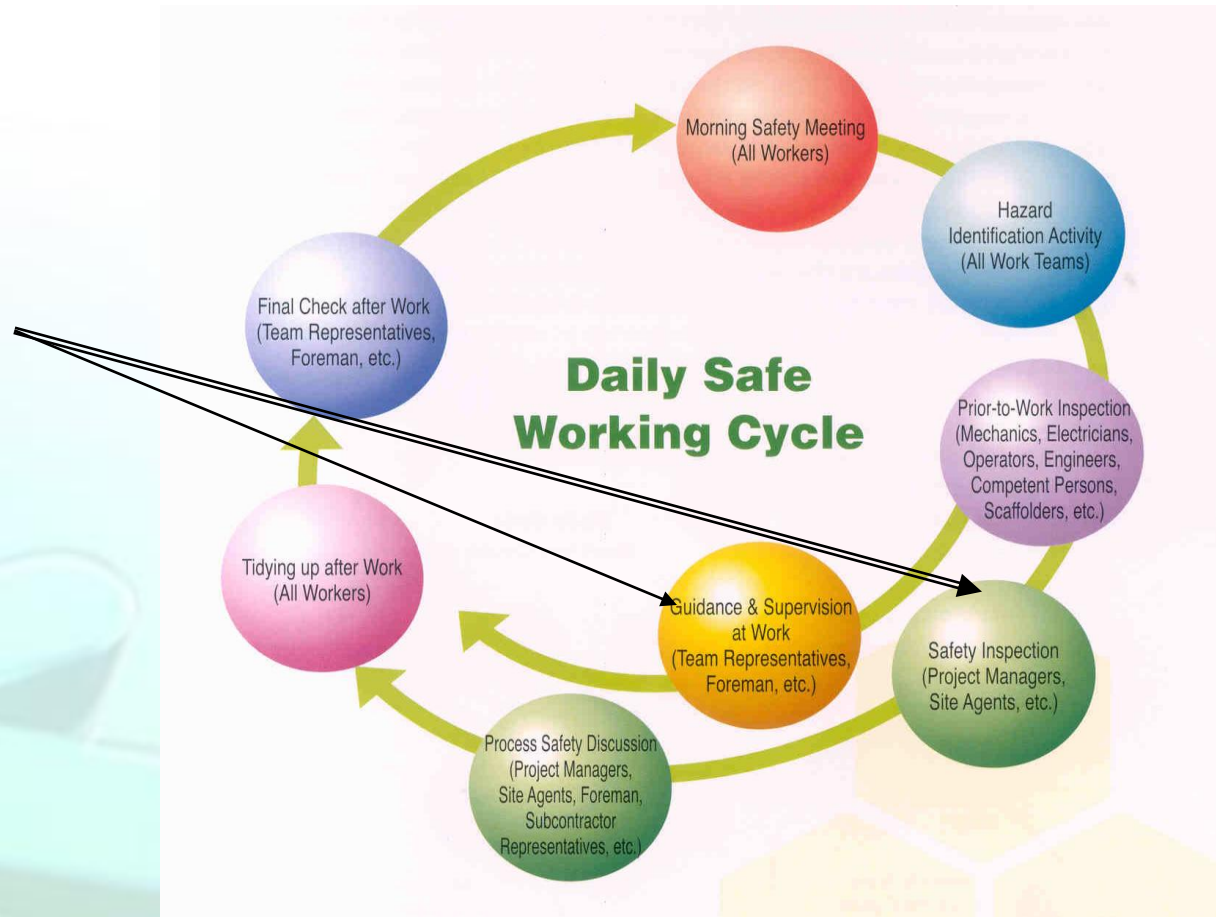 Morning Safety Meeting
(All Workers)
Hazard
Identification Activity
(All Work Teams)
Final Check after Work
(Team Representatives,
Foreman, etc.)
Daily Safe
Working Cycle
Prior-to-Work Inspection
(Mechanics, Electricians,
Operators, Engineers,
Competent Persons,
Scaffolders, etc.)
Tidying up after Work
(All Workers)
Guidance & Supervision
at Work
(Team Representatives,
Foreman, etc.)
Safety Inspection
(Project Managers,
Site Agents, etc.)
Process Safety Discussion
(Project Managers,
Site Agents, Foreman,
Subcontractor
Representatives, etc.)